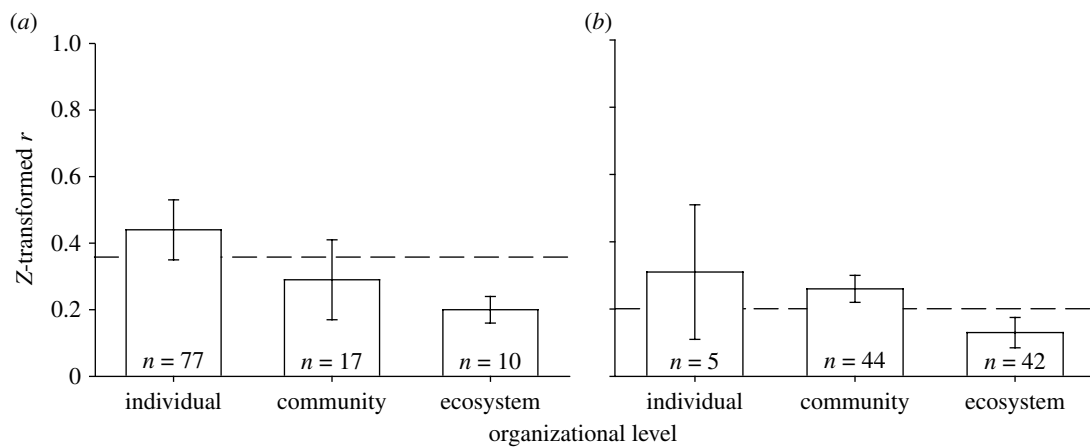 (a)
(b)
1.0
0.8
0.6
0.4
0.2
0
Z-transformed r
n = 77
n = 17
n = 10
n = 5
n = 44
n = 42
individual community ecosystem individual community ecosystem
organizational level